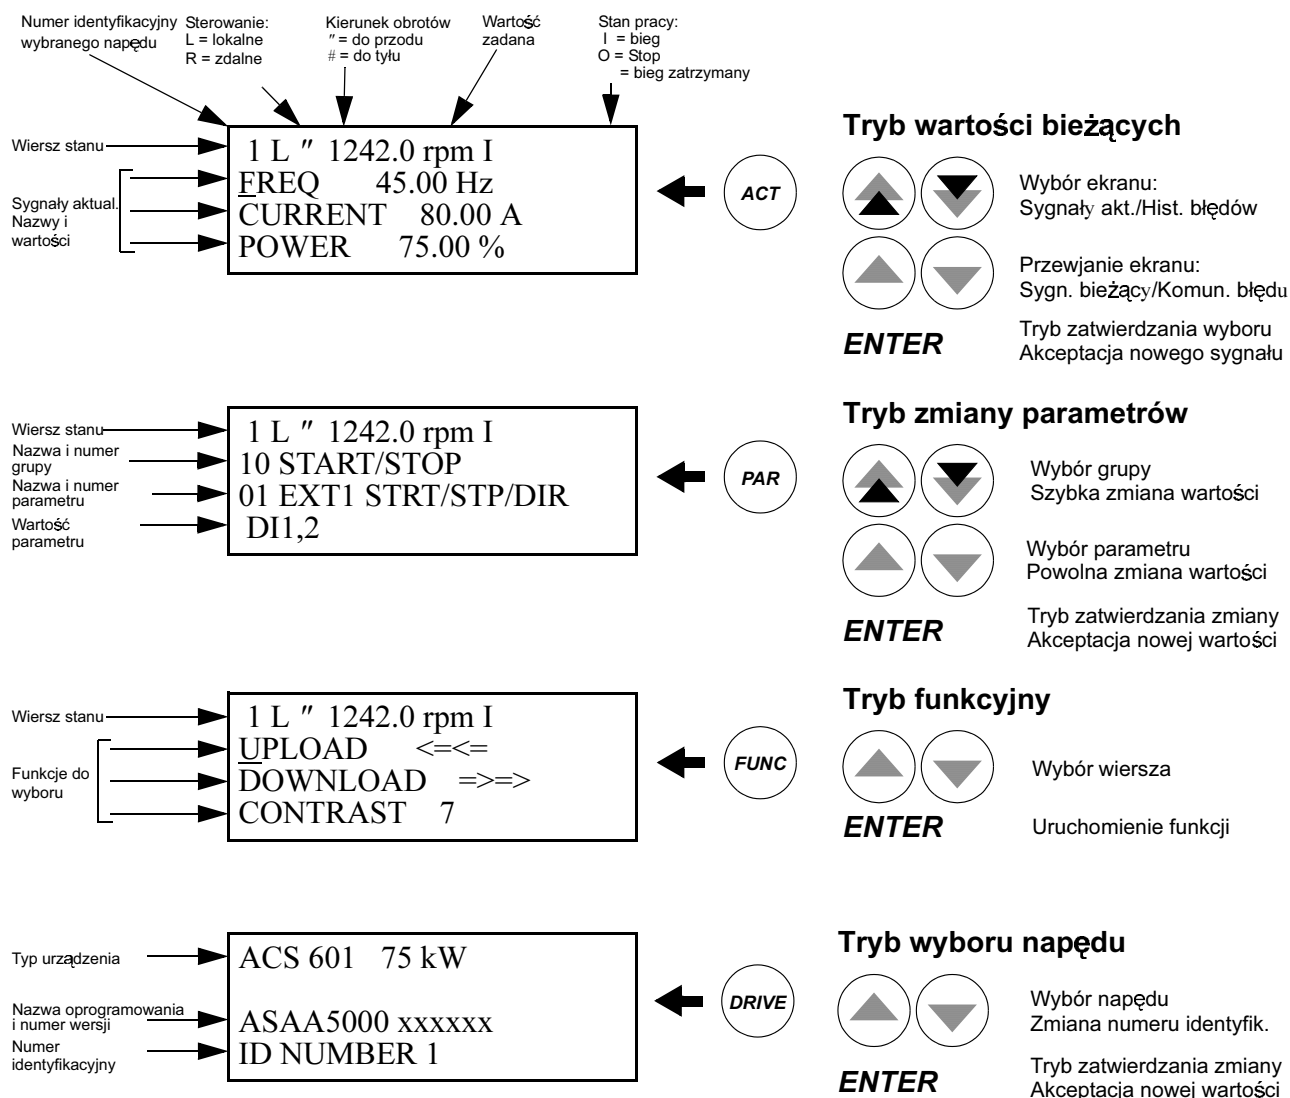 Numer identyfikacyjny
wybranego napędu
Sterowanie:
L = lokalne
R = zdalne
Kierunek obrotów
″ = do przodu
# = do tyłu
Wartość
zadana
Stan pracy:
I = bieg
O = Stop
= bieg zatrzymany
Wiersz stanu
1 L ″ 1242.0 rpm I
Sygnały aktual.
Nazwy i
wartości
FREQ 45.00 Hz
CURRENT 80.00 A
POWER 75.00 %
ACT
Tryb wartości bieżących
Wybór ekranu:
Sygnały akt./Hist. błędów
Przewjanie ekranu:
Sygn. bieżący/Komun. błędu
ENTER
Tryb zatwierdzania wyboru
Akceptacja nowego sygnału
Wiersz stanu
Nazwa i numer
grupy
Nazwa i numer
parametru
Wartość
parametru
1 L ″ 1242.0 rpm I
10 START/STOP
01 EXT1 STRT/STP/DIR
DI1,2
PAR
Tryb zmiany parametrów
Wybór grupy
Szybka zmiana wartości
Wybór parametru
Powolna zmiana wartości
ENTER
Tryb zatwierdzania zmiany
Akceptacja nowej wartości
Wiersz stanu
Funkcje do
wyboru
1 L ″ 1242.0 rpm I
UPLOAD <=<=
DOWNLOAD =>=>
CONTRAST 7
FUNC
Tryb funkcyjny
Wybór wiersza
ENTER
Uruchomienie funkcji
Typ urządzenia
Nazwa oprogramowania
i numer wersji
Numer
identyfikacyjny
ACS 601 75 kW
ASAA5000 xxxxxx
ID NUMBER 1
DRIVE
Tryb wyboru napędu
Wybór napędu
Zmiana numeru identyfik.
ENTER
Tryb zatwierdzania zmiany
Akceptacja nowej wartości